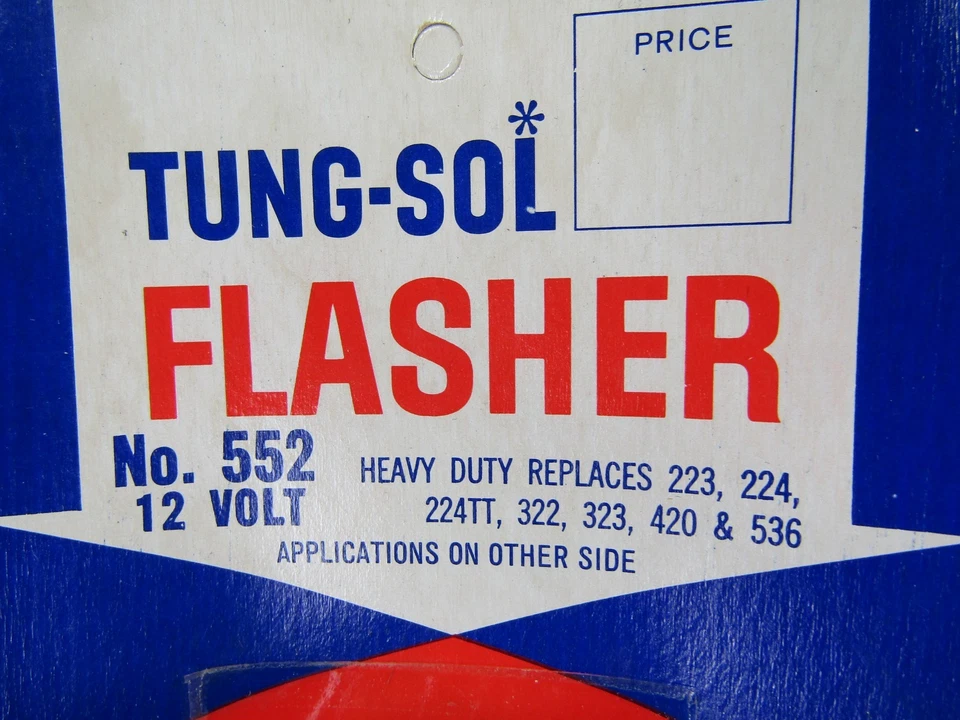 PRICE
TUNG-SOL*
FLASHER
No. 552
12 VOLT
HEAVY DUTY REPLACES 223, 224,
224TT, 322, 323, 420 & 536
APPLICATIONS ON OTHER SIDE